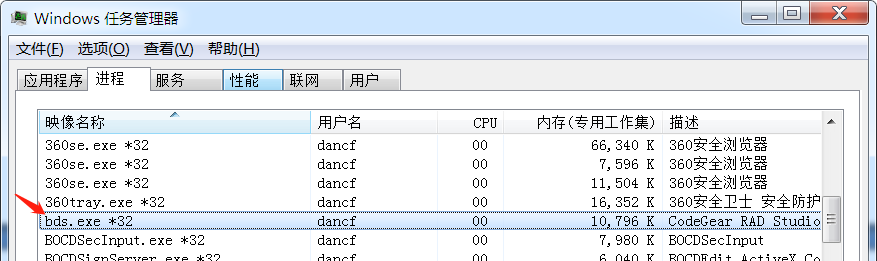 Windows 任务管理器
文件(F) 选项(O) 查看(V) 帮助(H)
应用程序 进程 服务 性能 联网 用户
映像名称 用户名 CPU 内存(专用工作集) 描述
360se.exe *32 dancf 00 66,340 K 360安全浏览器
360se.exe *32 dancf 00 7,596 K 360安全浏览器
360se.exe *32 dancf 00 11,504 K 360安全浏览器
360tray.exe *32 dancf 00 16,352 K 360安全卫士 安全防护
bds.exe *32 dancf 00 10,796 K CodeGear RAD Studio
BOCDSecInput.exe *32 dancf 00 7,980 K BOCDSecInput
BOCDSignServer.exe *32 dancf 00 6,040 K BOCDEdit ActiveX Co